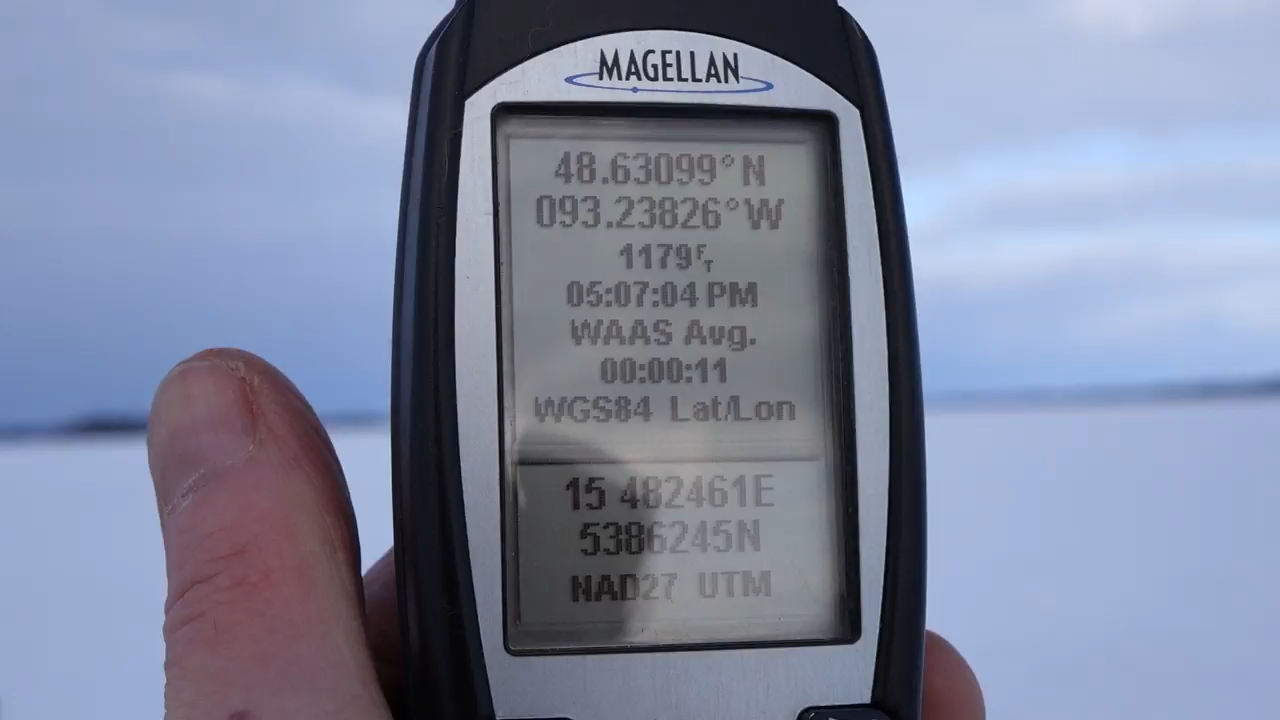 MAGELLAN
48.63099° N
093.23826° W
1179FT
05:07:04 PM
WAAS Avg.
00:00:11
WGS84 Lat/Lon
15 482461E
5386245N
NAD27 UTM